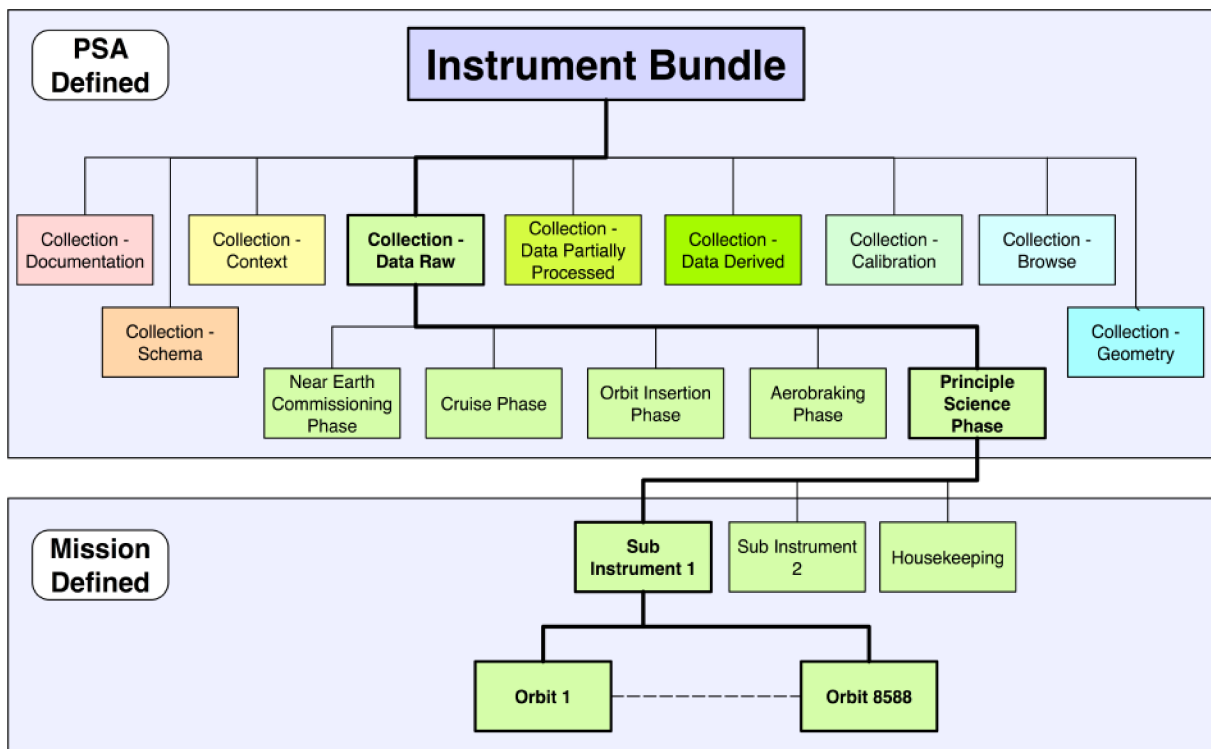 PSA
Defined
Instrument Bundle
Collection -
Documentation
Collection -
Context
Collection -
Data Raw
Collection -
Data Partially
Processed
Collection -
Data Derived
Collection -
Calibration
Collection -
Browse
Collection -
Schema
Collection -
Geometry
Near Earth
Commissioning
Phase
Cruise Phase
Orbit Insertion
Phase
Aerobraking
Phase
Principle
Science
Phase
Mission
Defined
Sub
Instrument 1
Sub Instrument
2
Housekeeping
Orbit 1
Orbit 8588